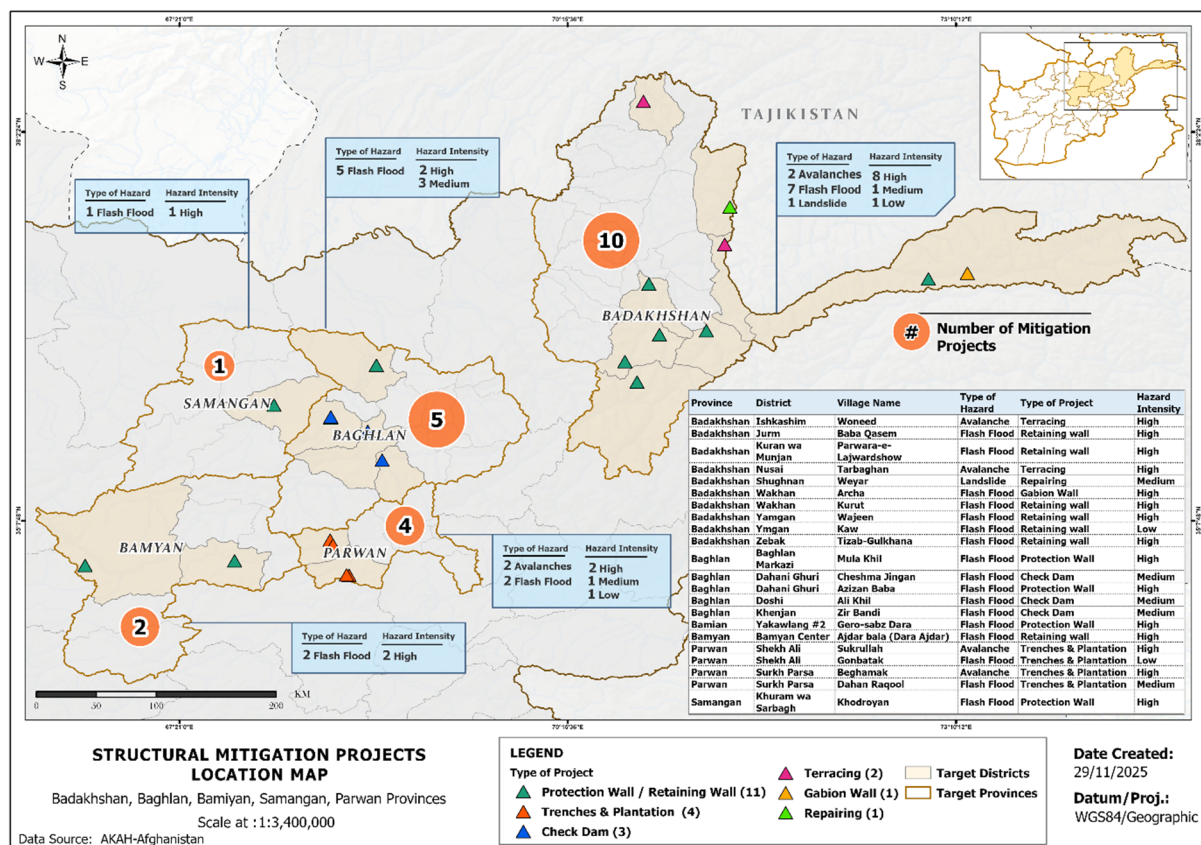 67°21'0"E
70°15'36"E
73°10'12"E
N
W E
S
TAJIKISTAN
Type of Hazard Hazard Intensity
5 Flash Flood 2 High
3 Medium
Type of Hazard Hazard Intensity
2 Avalanches 8 High
7 Flash Flood 1 Medium
1 Landslide 1 Low
Type of Hazard Hazard Intensity
1 Flash Flood 1 High
10
BADAKHSHAN
# Number of Mitigation
Projects
1
SAMANGAN
5
BAGHLAN
4
BAMYAN
PARWAN
2
Type of Hazard Hazard Intensity
2 Avalanches 2 High
2 Flash Flood 1 Medium
1 Low
Type of Hazard Hazard Intensity
2 Flash Flood 2 High
Province District Village Name Type of Hazard Type of Project Hazard Intensity
Badakhshan Ishkashim Woneed Avalanche Terracing High
Badakhshan Jurm Baba Qasem Flash Flood Retaining wall High
Badakhshan Kuran wa Munjan Parwara-e-Lajwardshow Flash Flood Retaining wall High
Badakhshan Nusai Tarbaghan Avalanche Terracing High
Badakhshan Shughnan Weyar Landslide Repairing Medium
Badakhshan Wakhan Archa Flash Flood Gabion Wall High
Badakhshan Wakhan Kurut Flash Flood Retaining wall High
Badakhshan Yamgan Wajeen Flash Flood Retaining wall High
Badakhshan Ymgan Kaw Flash Flood Retaining wall Low
Badakhshan Zebak Tizab-Gulkhana Flash Flood Retaining wall High
Baghlan Baghlan Markazi Mula Khil Flash Flood Protection Wall High
Baghlan Dahani Ghuri Cheshma Jingan Flash Flood Check Dam Medium
Baghlan Dahani Ghuri Azizan Baba Flash Flood Protection Wall High
Baghlan Doshi Ali Khil Flash Flood Check Dam Medium
Baghlan Khenjan Zir Bandi Flash Flood Check Dam Medium
Bamian Yakawlang #2 Gero-sabz Dara Flash Flood Protection Wall High
Bamyan Bamyan Center Ajdar bala (Dara Ajdar) Flash Flood Retaining wall High
Parwan Shekh Ali Sukrullah Avalanche Trenches & Plantation High
Parwan Shekh Ali Gonbatak Flash Flood Trenches & Plantation Low
Parwan Surkh Parsa Beghamak Avalanche Trenches & Plantation High
Parwan Surkh Parsa Dahan Raqool Flash Flood Trenches & Plantation Medium
Samangan Khuram wa Sarbagh Khodroyan Flash Flood Protection Wall High
KM
0 50 100 200
67°21'0"E
70°15'36"E
73°10'12"E
STRUCTURAL MITIGATION PROJECTS
LOCATION MAP
Badakhshan, Baghlan, Bamiyan, Samangan, Parwan Provinces
Scale at :1:3,400,000
Data Source: AKAH-Afghanistan
LEGEND
Type of Project
Protection Wall / Retaining Wall (11)
Trenches & Plantation (4)
Check Dam (3)
Terracing (2)
Gabion Wall (1)
Repairing (1)
Target Districts
Target Provinces
Date Created:
29/11/2025
Datum/Proj.:
WGS84/Geographic